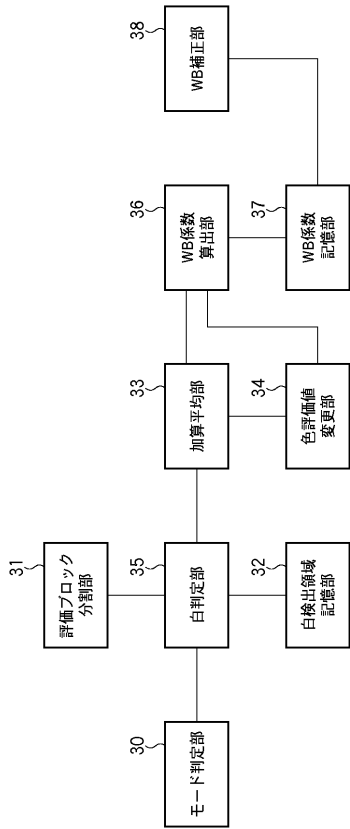 30
モード判定部
31
評価ブロック
分割部
35
白判定部
32
白検出領域
記憶部
33
加算平均部
34
色評価値
変更部
36
WB係数
算出部
37
WB係数
記憶部
38
WB補正部